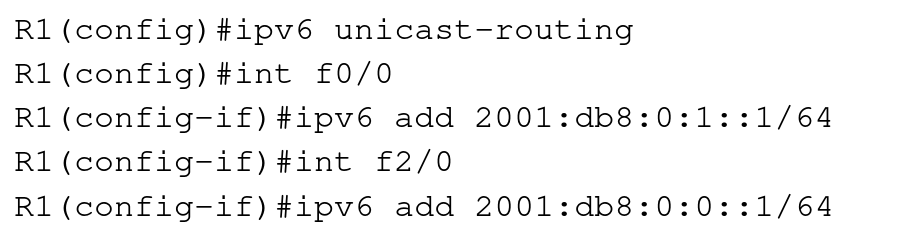 R1(config)#ipv6 unicast-routing
R1(config)#int f0/0
R1(config-if)#ipv6 add 2001:db8:0:1::1/64
R1(config-if)#int f2/0
R1(config-if)#ipv6 add 2001:db8:0:0::1/64